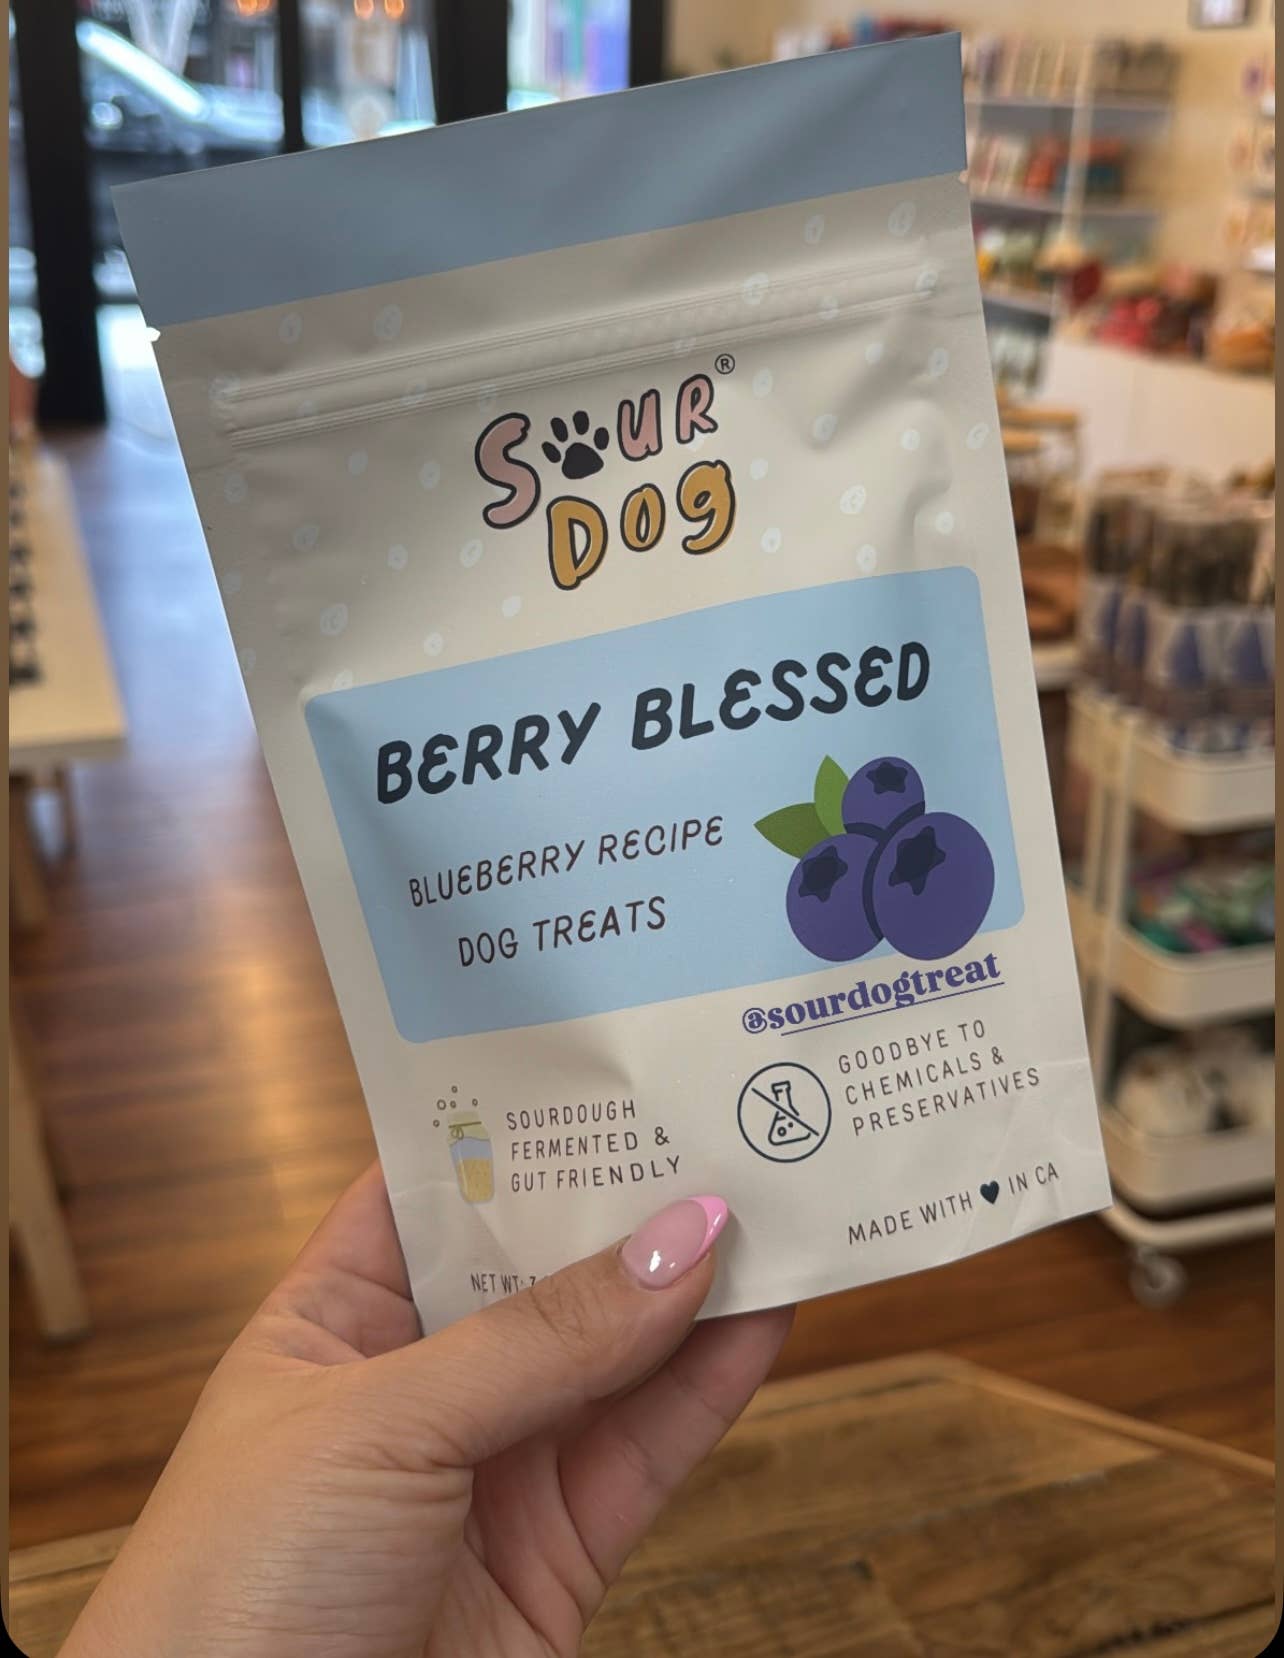 SOUR®
DOG
BERRY BLESSED
BLUEBERRY RECIPE
DOG TREATS
@sourdogtreat
SOURDOUGH
FERMENTED &
GUT FRIENDLY
GOODBYE TO
CHEMICALS &
PRESERVATIVES
MADE WITH ♥ IN CA
NET WT: 7